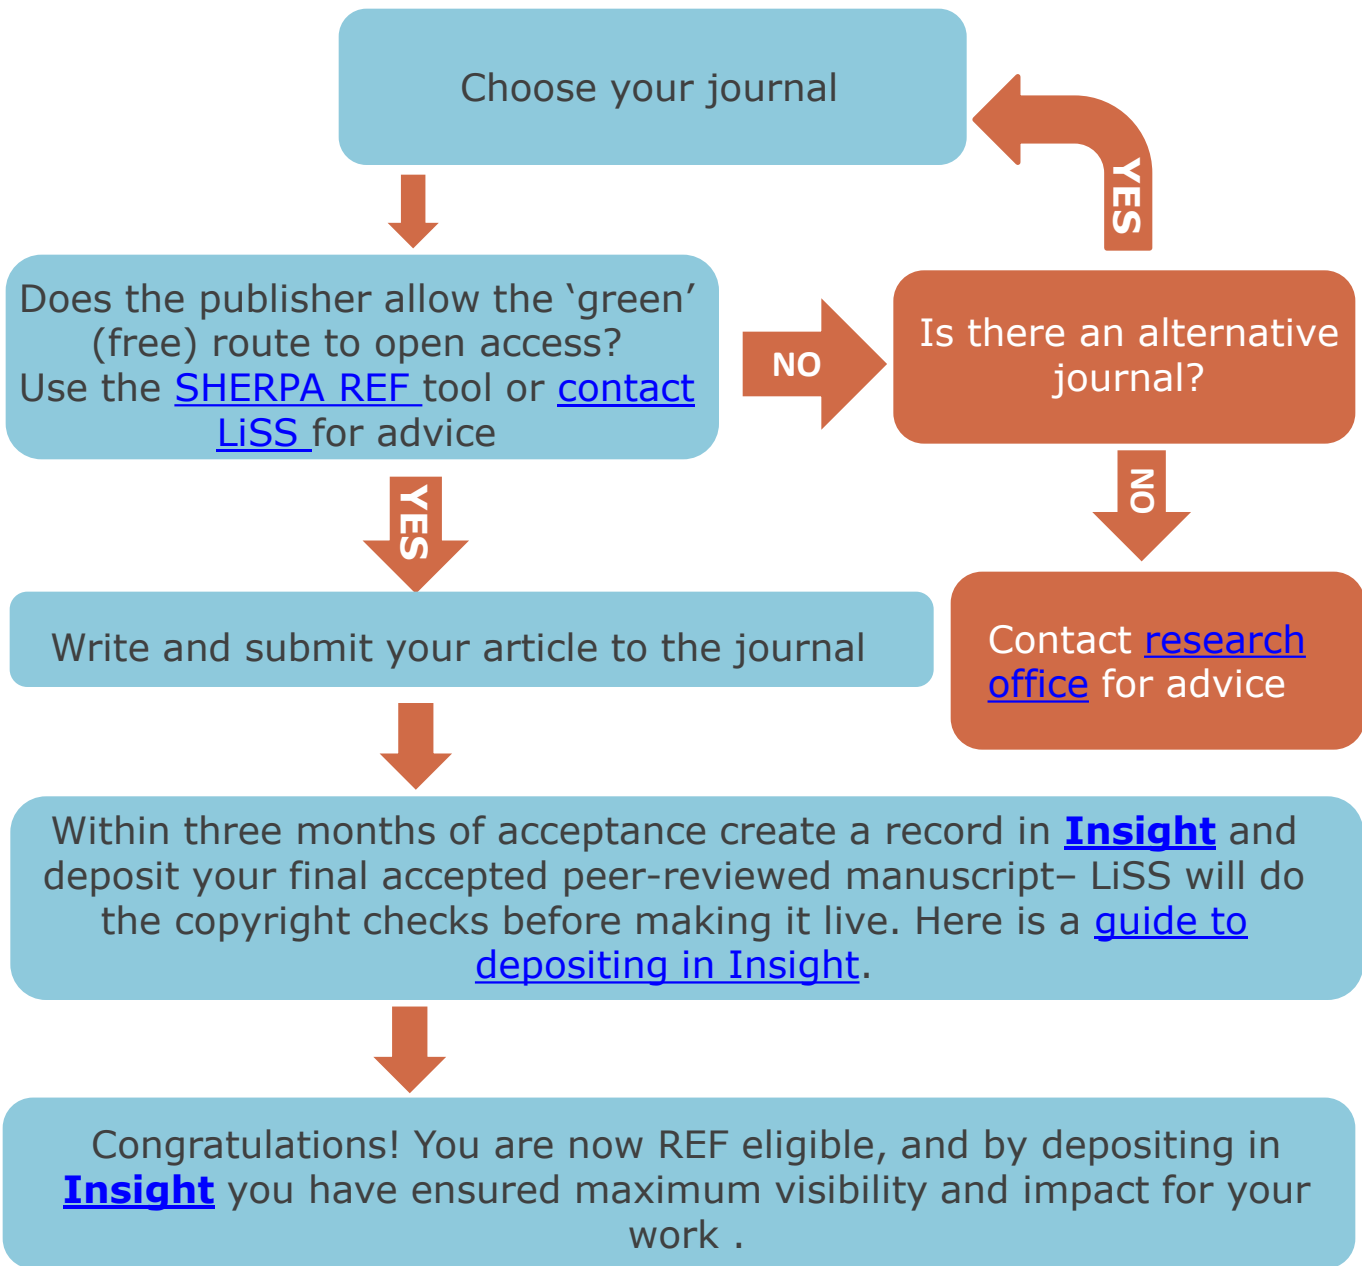 Choose your journal
YES
Does the publisher allow the ‘green’
(free) route to open access?
Use the SHERPA REF tool or contact
LiSS for advice
NO
Is there an alternative
journal?
YES
NO
Write and submit your article to the journal
Contact research
office for advice
Within three months of acceptance create a record in Insight and
deposit your final accepted peer-reviewed manuscript– LiSS will do
the copyright checks before making it live. Here is a guide to
depositing in Insight.
Congratulations! You are now REF eligible, and by depositing in
Insight you have ensured maximum visibility and impact for your
work .